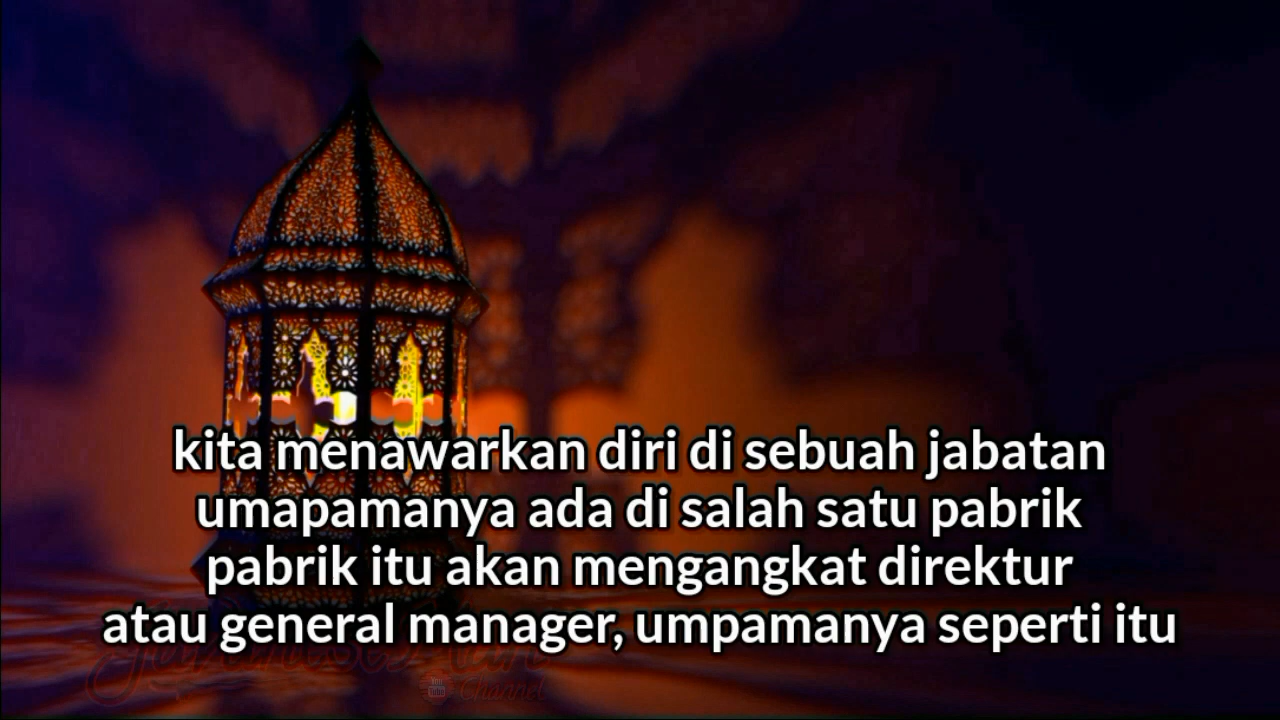 kita menawarkan diri di sebuah jabatan
umapamanya ada di salah satu pabrik
pabrik itu akan mengangkat direktur
atau general manager, umpamanya seperti itu
Channel